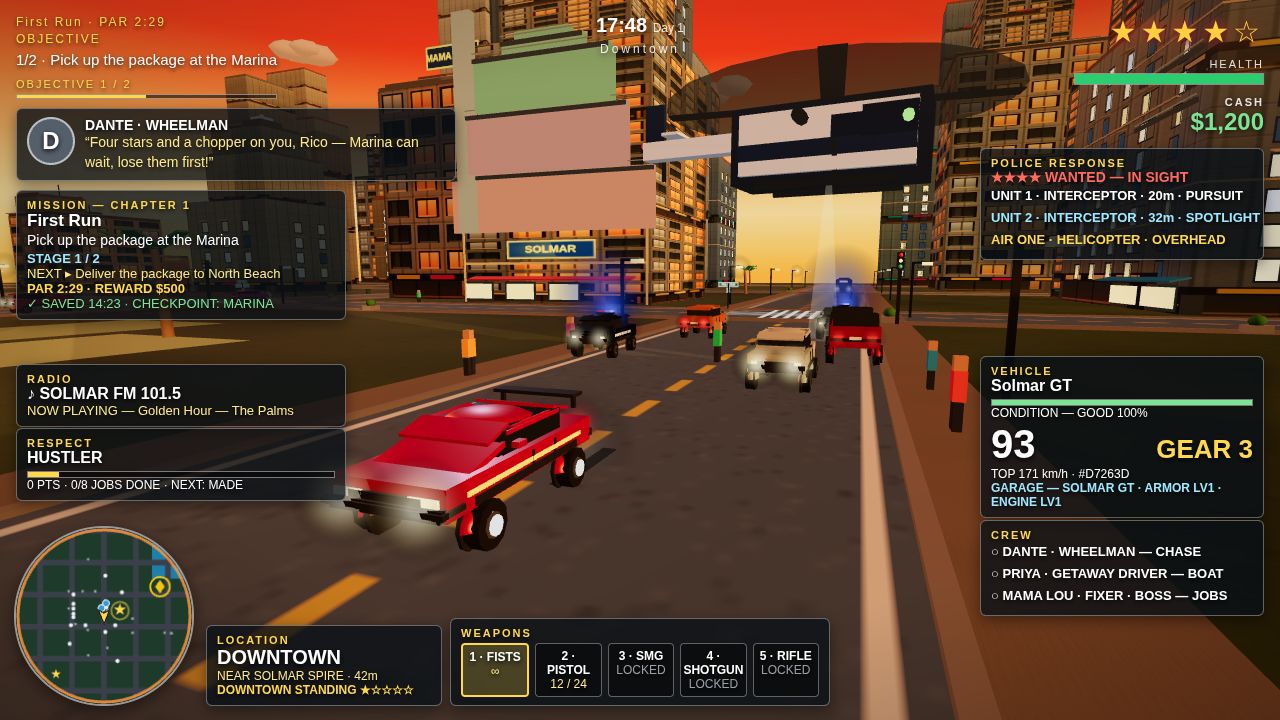 First Run · PAR 2:29
OBJECTIVE
1/2 · Pick up the package at the Marina
OBJECTIVE 1 / 2
D
DANTE · WHEELMAN
“Four stars and a chopper on you, Rico — Marina can
wait, lose them first!”
MISSION — CHAPTER 1
First Run
Pick up the package at the Marina
STAGE 1 / 2
NEXT ▸ Deliver the package to North Beach
PAR 2:29 · REWARD $500
✓ SAVED 14:23 · CHECKPOINT: MARINA
RADIO
♪ SOLMAR FM 101.5
NOW PLAYING — Golden Hour — The Palms
RESPECT
HUSTLER
0 PTS · 0/8 JOBS DONE · NEXT: MADE
17:48 Day 1
Downtown
MAMA
SOLMAR
★★★★☆
HEALTH
CASH
$1,200
POLICE RESPONSE
★★★★ WANTED — IN SIGHT
UNIT 1 · INTERCEPTOR · 20m · PURSUIT
UNIT 2 · INTERCEPTOR · 32m · SPOTLIGHT
AIR ONE · HELICOPTER · OVERHEAD
VEHICLE
Solmar GT
CONDITION — GOOD 100%
93 GEAR 3
TOP 171 km/h · #D7263D
GARAGE — SOLMAR GT · ARMOR LV1 ·
ENGINE LV1
CREW
○ DANTE · WHEELMAN — CHASE
○ PRIYA · GETAWAY DRIVER — BOAT
○ MAMA LOU · FIXER · BOSS — JOBS
LOCATION
DOWNTOWN
NEAR SOLMAR SPIRE · 42m
DOWNTOWN STANDING ★☆☆☆☆
WEAPONS
1 · FISTS
∞
2 ·
PISTOL
12 / 24
3 · SMG
LOCKED
4 ·
SHOTGUN
LOCKED
5 · RIFLE
LOCKED